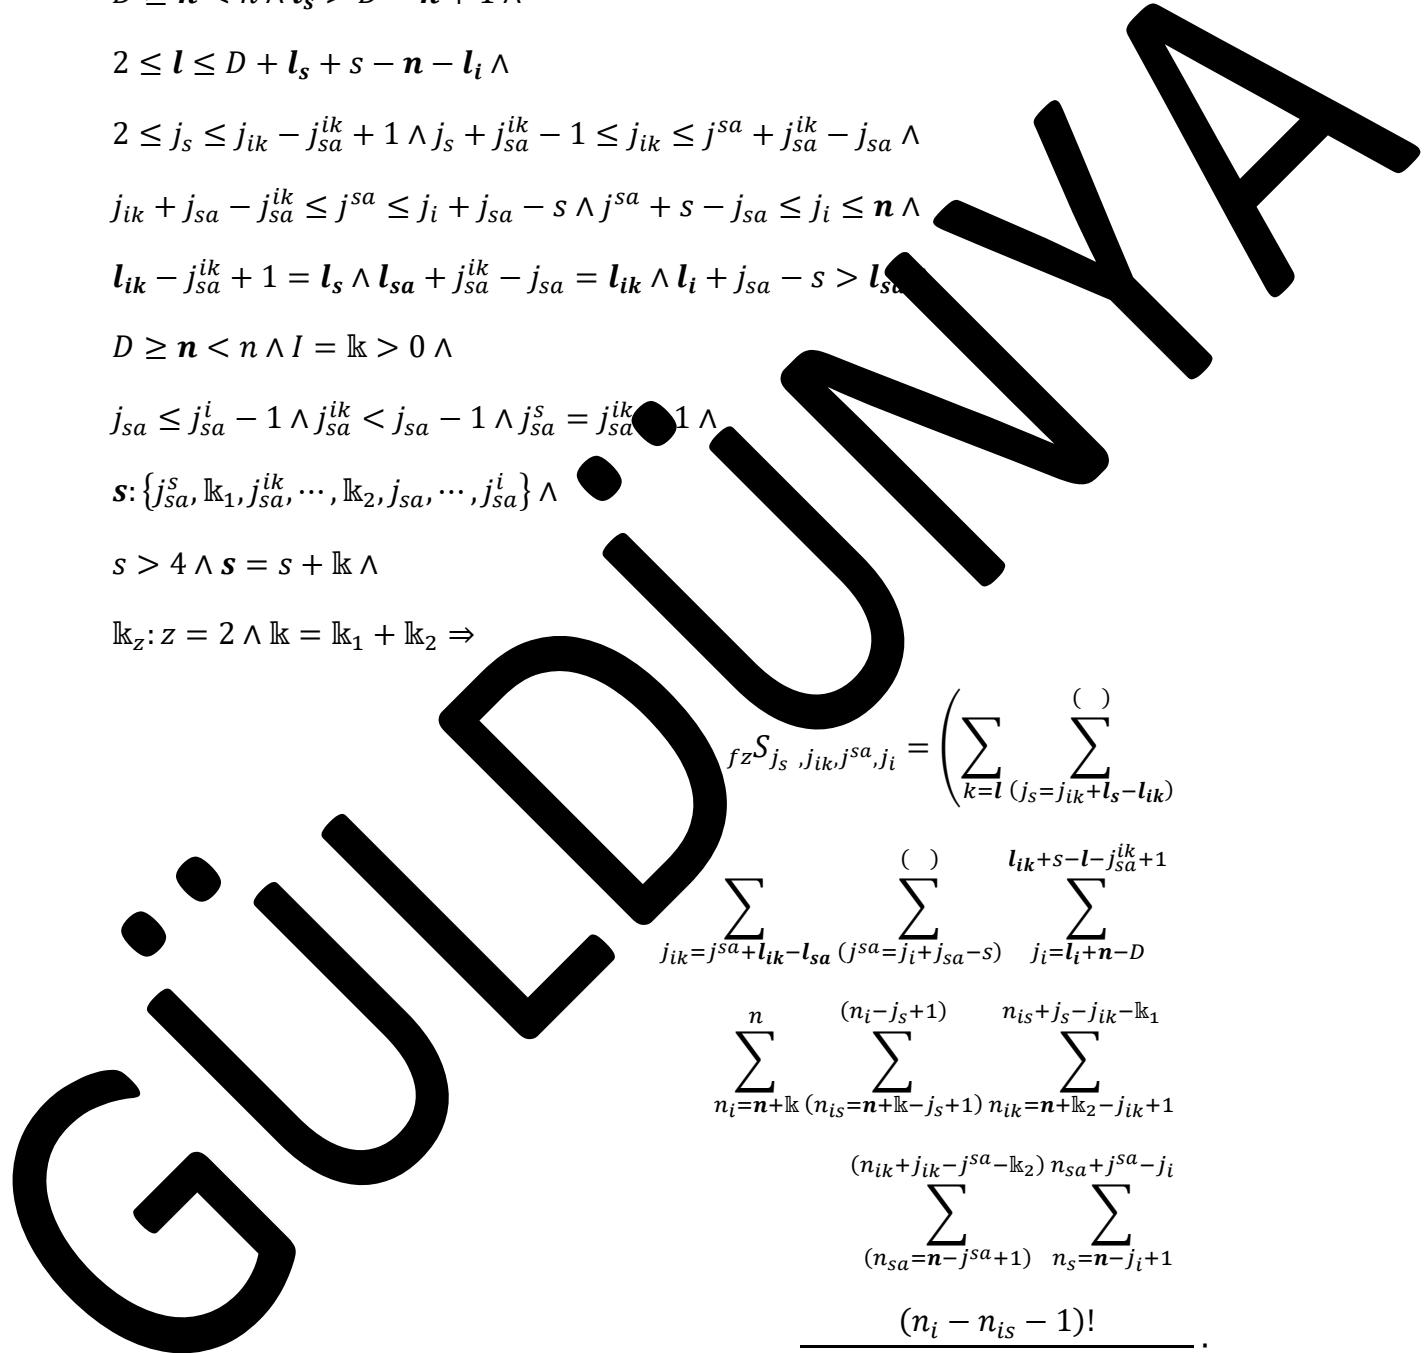 2 ≤ l ≤ D + l_s + s − n − l_i ∧
2 ≤ j_s ≤ j_ik − j_sa^ik + 1 ∧ j_s + j_sa^ik − 1 ≤ j_ik ≤ j^sa + j_sa^ik − j_sa ∧
j_ik + j_sa − j_sa^ik ≤ j^sa ≤ j_i + j_sa − s ∧ j^sa + s − j_sa ≤ j_i ≤ n ∧
l_ik − j_sa^ik + 1 = l_s ∧ l_sa + j_sa^ik − j_sa = l_ik ∧ l_i + j_sa − s >
D ≥ n < n ∧ I = 𝕜 > 0 ∧
j_sa ≤ j_sa^i − 1 ∧ j_sa^ik < j_sa − 1 ∧ j_sa^s = j_sa^ik 1 ∧
s: {j_sa^s, 𝕜_1, j_sa^ik, ⋯, 𝕜_2, j_sa, ⋯, j_sa^i} ∧
s > 4 ∧ s = s + 𝕜 ∧
𝕜_z: z = 2 ∧ 𝕜 = 𝕜_1 + 𝕜_2 ⇒
( )
fz S_{j_s ,j_ik,j^sa,j_i} = ( ∑ ∑
k=l (j_s=j_ik+l_s−l_ik)
( ) l_ik+s−l−j_sa^ik+1
∑ ∑ ∑
j_ik=j^sa+l_ik−l_sa (j^sa=j_i+j_sa−s) j_i=l_i+n−D
n (n_i−j_s+1) n_is+j_s−j_ik−𝕜_1
∑ ∑ ∑
n_i=n+𝕜 (n_is=n+𝕜−j_s+1) n_ik=n+𝕜_2−j_ik+1
(n_ik+j_ik−j^sa−𝕜_2) n_sa+j^sa−j_i
∑ ∑
(n_sa=n−j^sa+1) n_s=n−j_i+1
(n_i − n_is − 1)!
.
GÜLDÜNYA